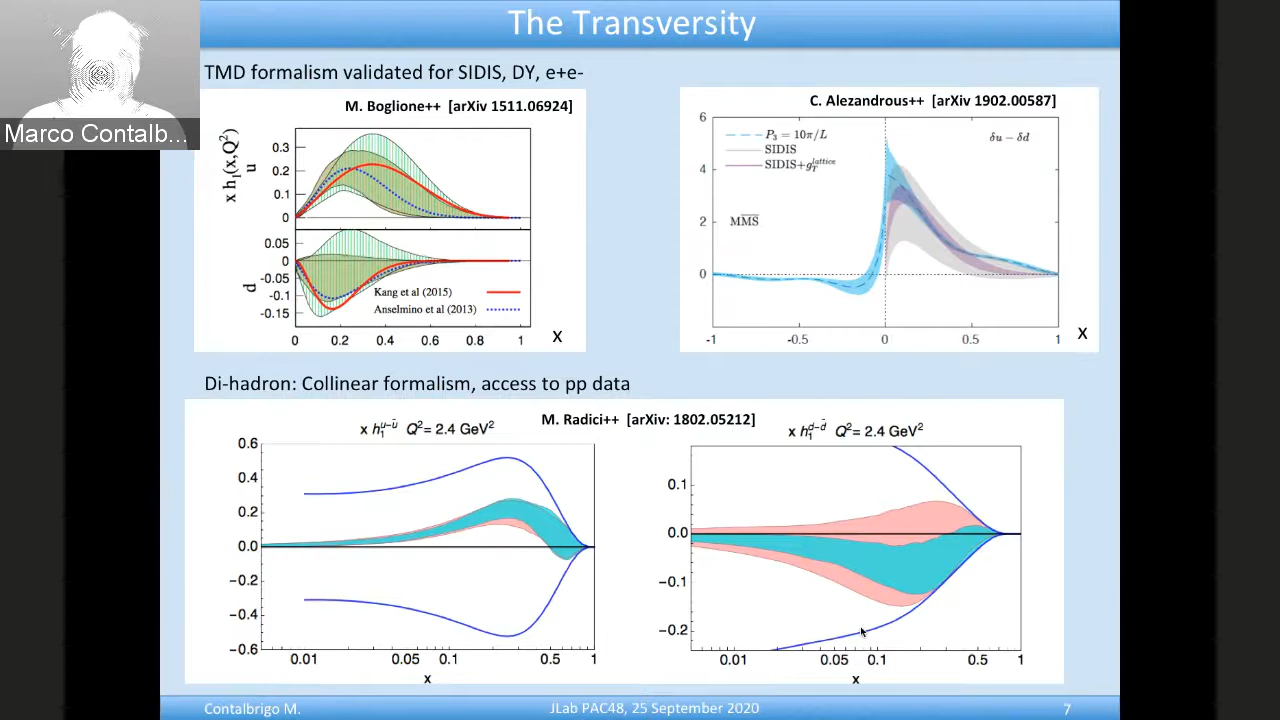 The Transversity
Marco Contalb...
TMD formalism validated for SIDIS, DY, e+e-
M. Boglione++ [arXiv 1511.06924]
x h1(x,Q²)
u
0.3
0.2
0.1
0
d
0.05
0
-0.05
-0.1
-0.15
Kang et al (2015)
Anselmino et al (2013)
0 0.2 0.4 0.6 0.8 1
x
C. Alezandrous++ [arXiv 1902.00587]
6
4
2
0
P3 = 10π/L
SIDIS
SIDIS+gT^lattice
δu − δd
MM̅S̅
-1 -0.5 0 0.5 1
x
Di-hadron: Collinear formalism, access to pp data
M. Radici++ [arXiv: 1802.05212]
x h1^u-ū Q²= 2.4 GeV²
0.6
0.4
0.2
0.0
−0.2
−0.4
−0.6
0.01 0.05 0.1 0.5 1
x
x h1^d-d̄ Q²= 2.4 GeV²
0.1
0.0
−0.1
−0.2
0.01 0.05 0.1 0.5 1
x
Contalbrigo M.
JLab PAC48, 25 September 2020
7